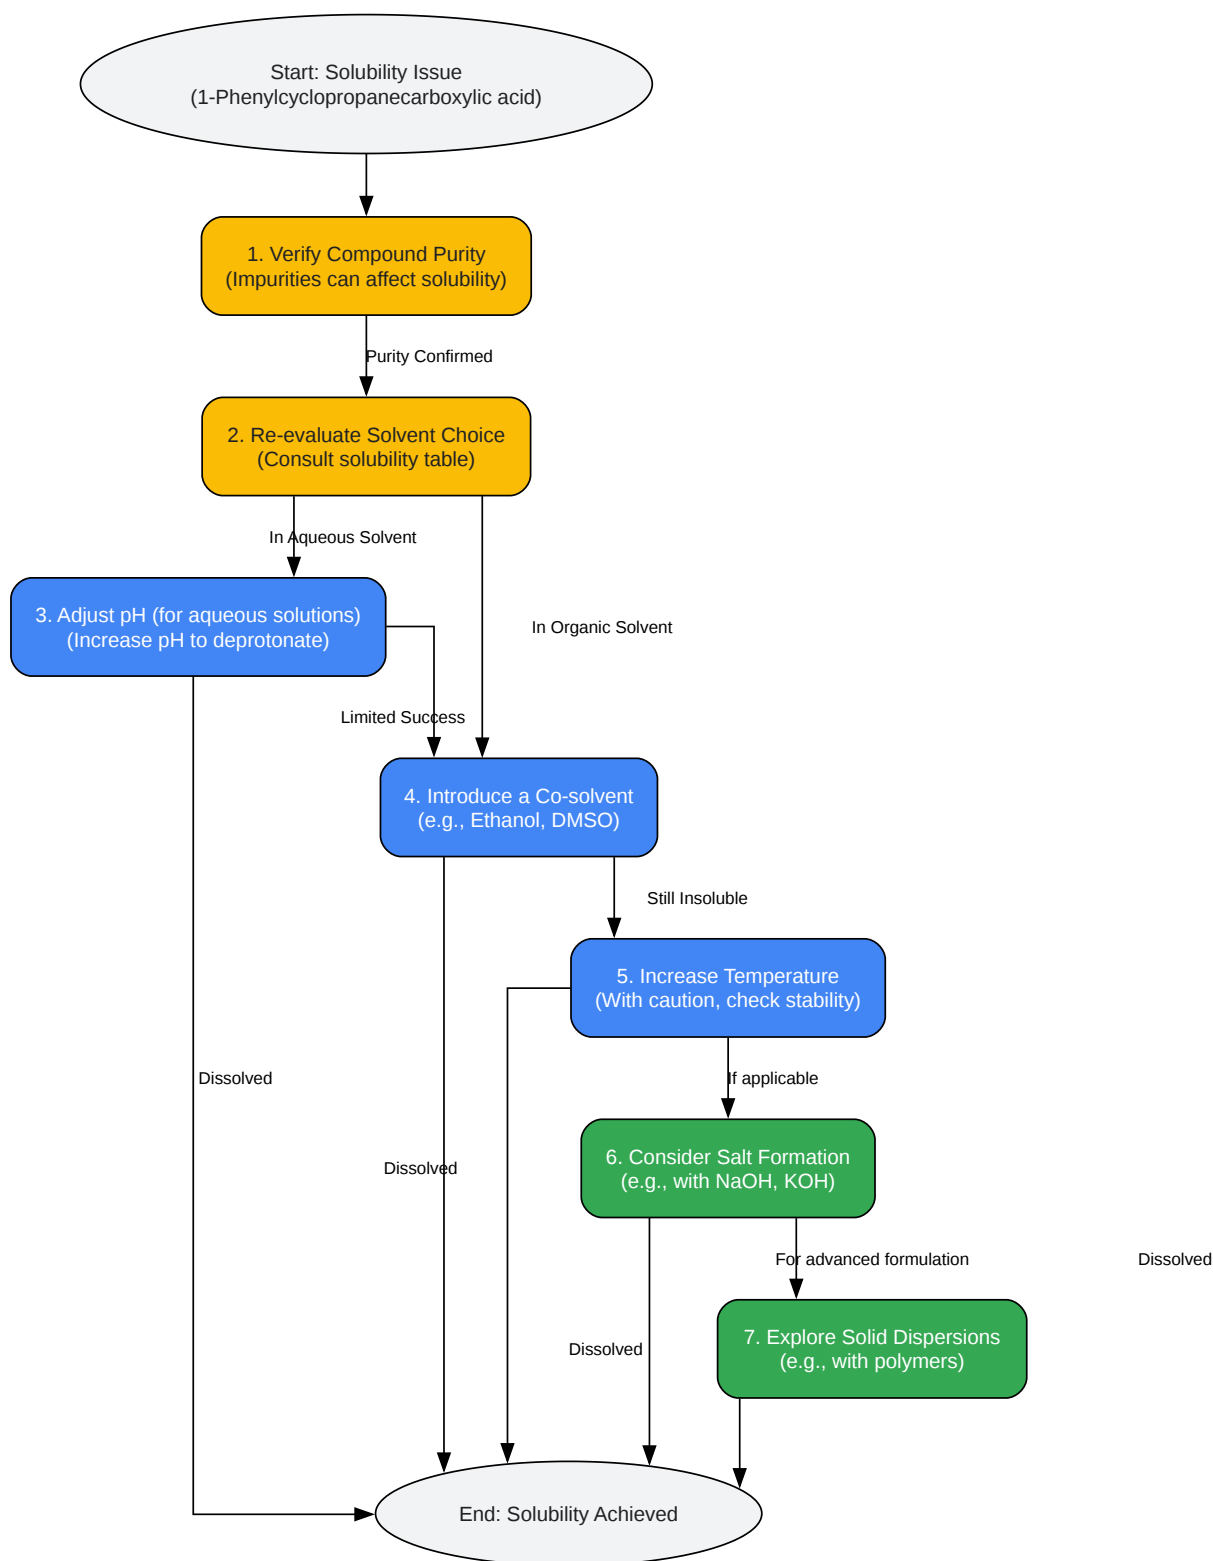 Start: Solubility Issue
(1-Phenylcyclopropanecarboxylic acid)
1. Verify Compound Purity
(Impurities can affect solubility)
Purity Confirmed
2. Re-evaluate Solvent Choice
(Consult solubility table)
In Aqueous Solvent
3. Adjust pH (for aqueous solutions)
(Increase pH to deprotonate)
In Organic Solvent
Limited Success
4. Introduce a Co-solvent
(e.g., Ethanol, DMSO)
Still Insoluble
5. Increase Temperature
(With caution, check stability)
Dissolved
If applicable
6. Consider Salt Formation
(e.g., with NaOH, KOH)
Dissolved
For advanced formulation
Dissolved
7. Explore Solid Dispersions
(e.g., with polymers)
Dissolved
End: Solubility Achieved